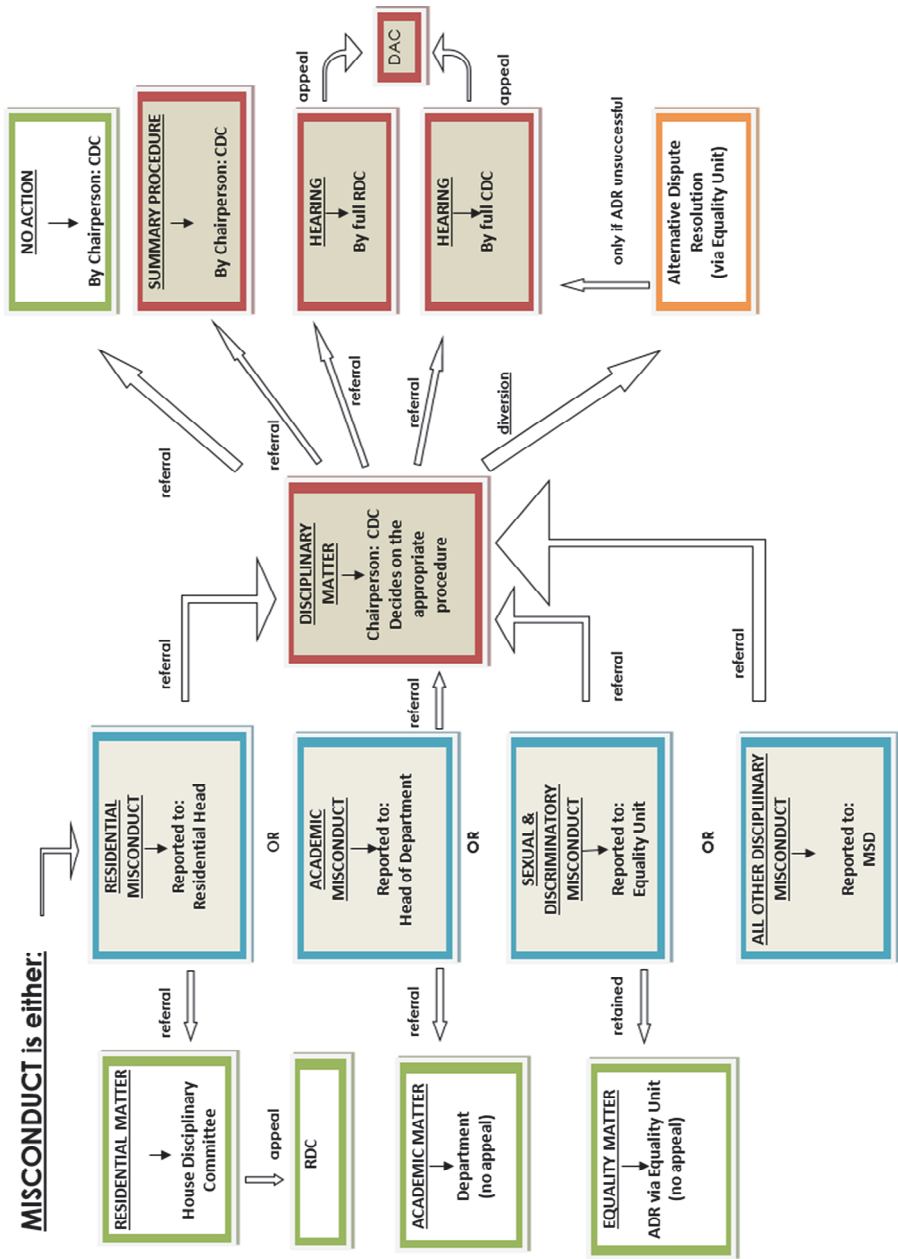 MISCONDUCT is either:
RESIDENTIAL MATTER
House Disciplinary
Committee
appeal
RDC
referral
RESIDENTIAL
MISCONDUCT
Reported to:
Residential Head
referral
OR
ACADEMIC MATTER
Department
(no appeal)
referral
ACADEMIC
MISCONDUCT
Reported to:
Head of Department
referral
OR
EQUALITY MATTER
ADR via Equality Unit
(no appeal)
retained
SEXUAL &
DISCRIMINATORY
MISCONDUCT
Reported to:
Equality Unit
referral
OR
ALL OTHER DISCIPLINARY
MISCONDUCT
Reported to:
MSD
referral
DISCIPLINARY
MATTER
Chairperson: CDC
Decides on the
appropriate
procedure
referral
NO ACTION
By Chairperson: CDC
referral
SUMMARY PROCEDURE
By Chairperson: CDC
referral
HEARING
By full RDC
appeal
DAC
referral
HEARING
By full CDC
appeal
diversion
only if ADR unsuccessful
Alternative Dispute
Resolution
(via Equality Unit)